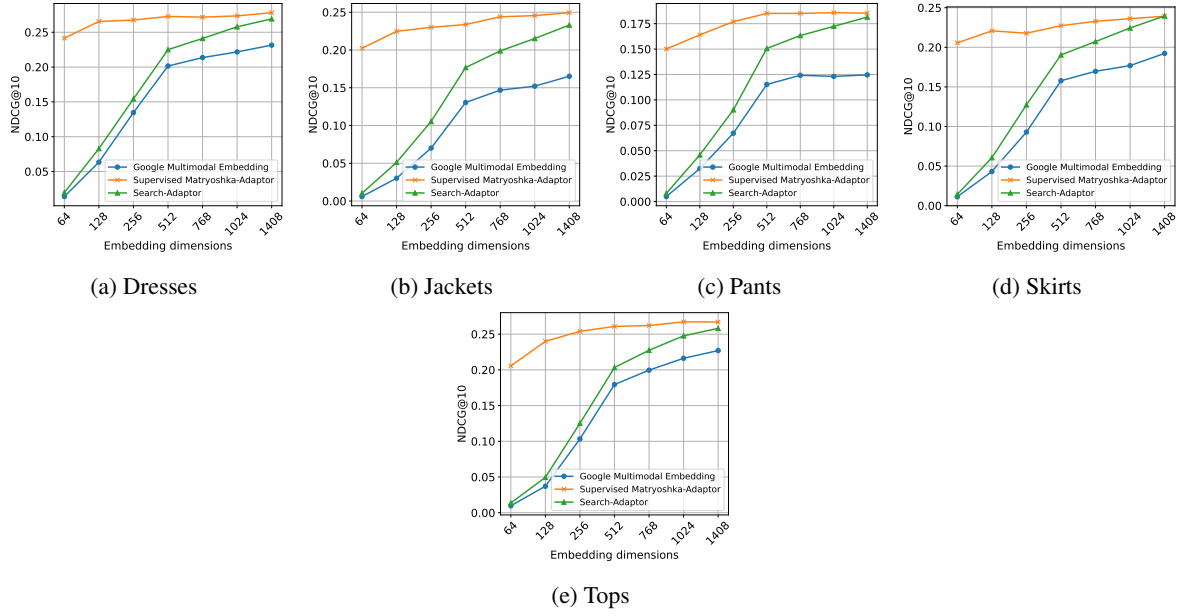 NDCG@10
0.25
0.20
0.15
0.10
0.05
Google Multimodal Embedding
Supervised Matryoshka-Adaptor
Search-Adaptor
64 128 256 512 768 1024 1408
Embedding dimensions
(a) Dresses
NDCG@10
0.25
0.20
0.15
0.10
0.05
0.00
Google Multimodal Embedding
Supervised Matryoshka-Adaptor
Search-Adaptor
64 128 256 512 768 1024 1408
Embedding dimensions
(b) Jackets
NDCG@10
0.175
0.150
0.125
0.100
0.075
0.050
0.025
0.000
Google Multimodal Embedding
Supervised Matryoshka-Adaptor
Search-Adaptor
64 128 256 512 768 1024 1408
Embedding dimensions
(c) Pants
NDCG@10
0.25
0.20
0.15
0.10
0.05
0.00
Google Multimodal Embedding
Supervised Matryoshka-Adaptor
Search-Adaptor
64 128 256 512 768 1024 1408
Embedding dimensions
(d) Skirts
NDCG@10
0.25
0.20
0.15
0.10
0.05
0.00
Google Multimodal Embedding
Supervised Matryoshka-Adaptor
Search-Adaptor
64 128 256 512 768 1024 1408
Embedding dimensions
(e) Tops